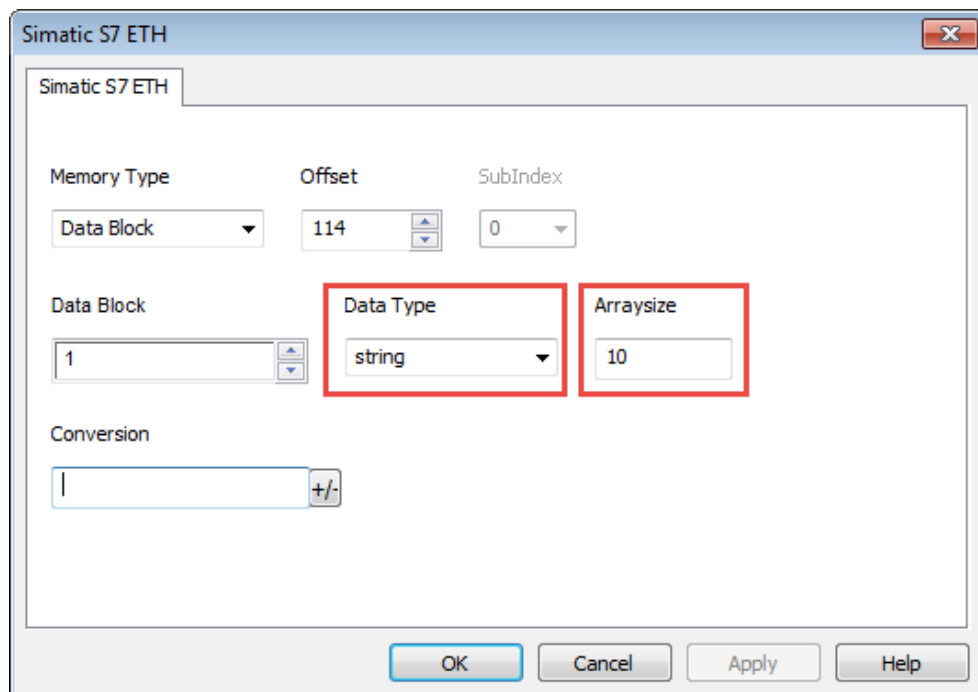 Simatic S7 ETH
Simatic S7 ETH
Memory Type Offset SubIndex
Data Block 114 0
Data Block Data Type Arraysize
1 string 10
Conversion
+/-
OK Cancel Apply Help